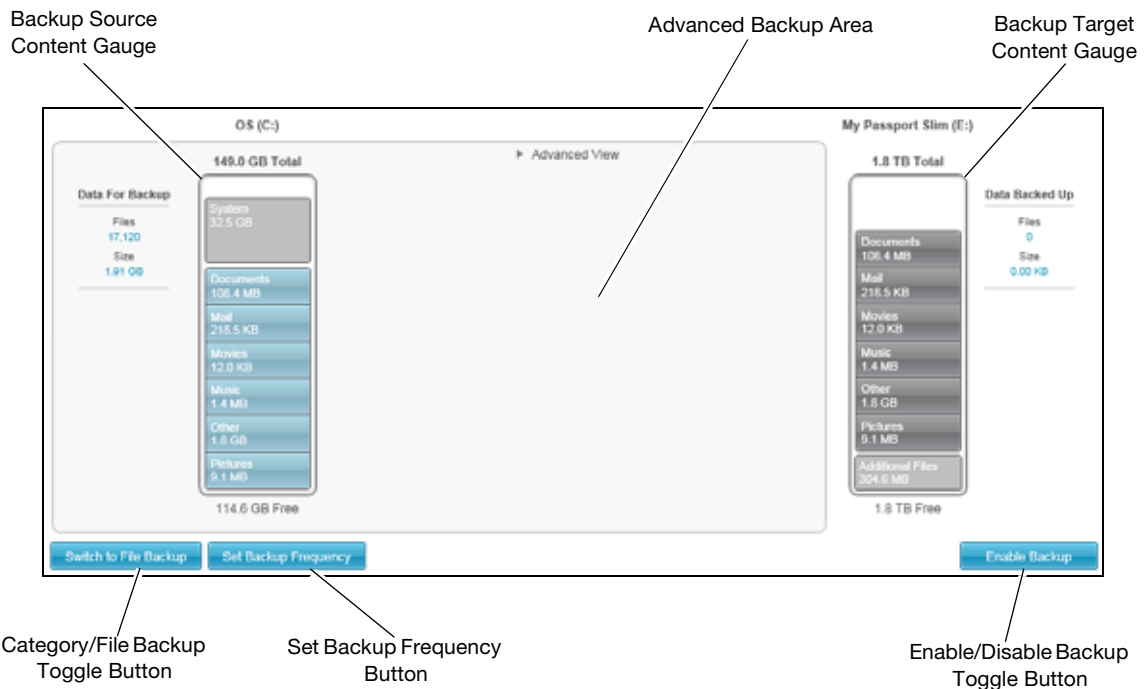 Backup Source
Content Gauge
Advanced Backup Area
Backup Target
Content Gauge
OS (C:)
My Passport Slim (E:)
149.0 GB Total
Advanced View
1.8 TB Total
Data For Backup
Files
17,120
Size
1.91 GB
System
32.5 GB
Documents
108.4 MB
Mail
218.5 KB
Movies
12.0 KB
Music
1.4 MB
Other
1.8 GB
Pictures
9.1 MB
114.6 GB Free
Documents
108.4 MB
Mail
218.5 KB
Movies
12.0 KB
Music
1.4 MB
Other
1.8 GB
Pictures
9.1 MB
Additional Files
304.6 MB
1.8 TB Free
Data Backed Up
Files
0
Size
0.00 KB
Switch to File Backup
Set Backup Frequency
Enable Backup
Category/File Backup
Toggle Button
Set Backup Frequency
Button
Enable/Disable Backup
Toggle Button